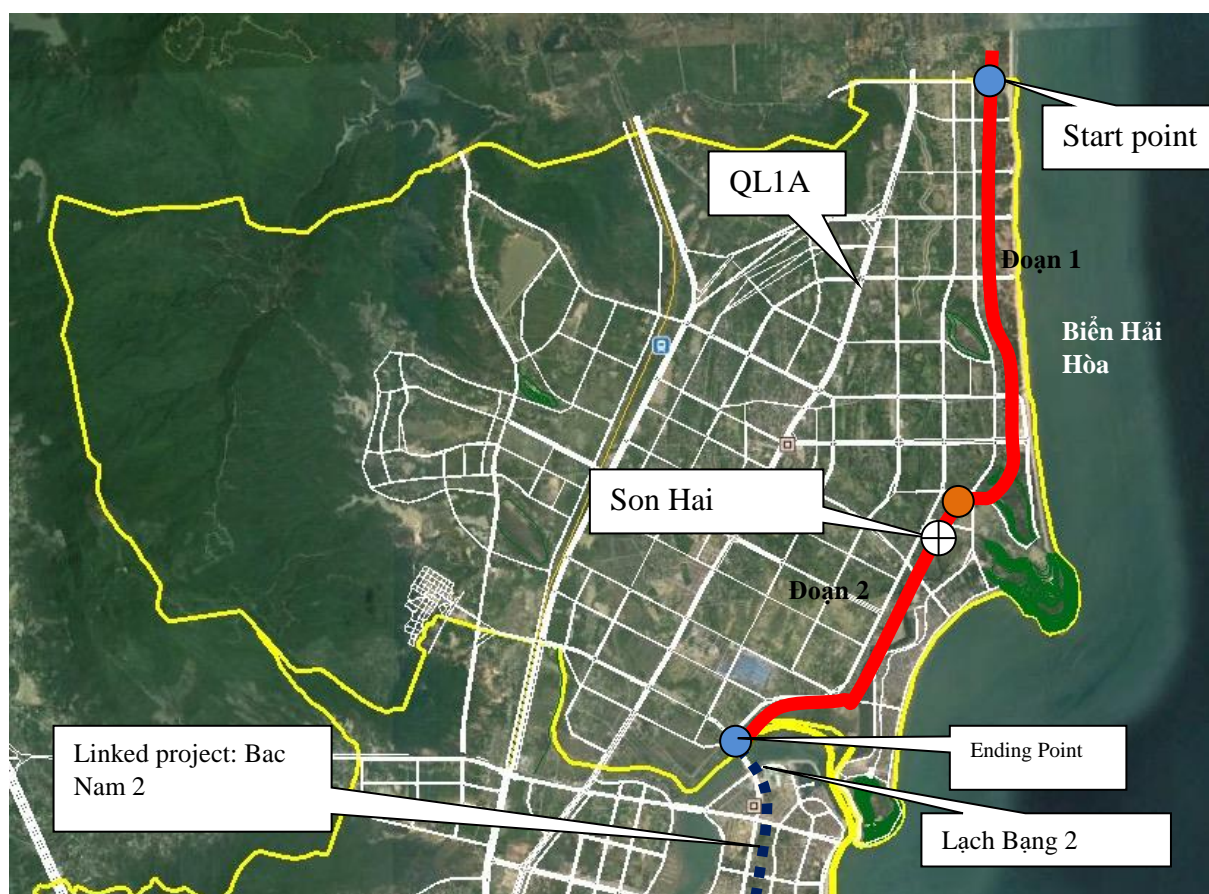 Start point
QL1A
Đoạn 1
Biển Hải
Hòa
Son Hai
Đoạn 2
Linked project: Bac
Nam 2
Ending Point
Lạch Bạng 2